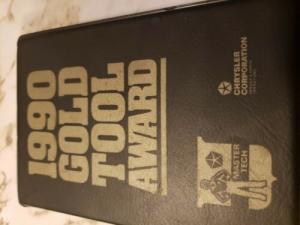 1990
GOLD
TOOL
AWARD
MASTER
TECH
CHRYSLER
CORPORATION